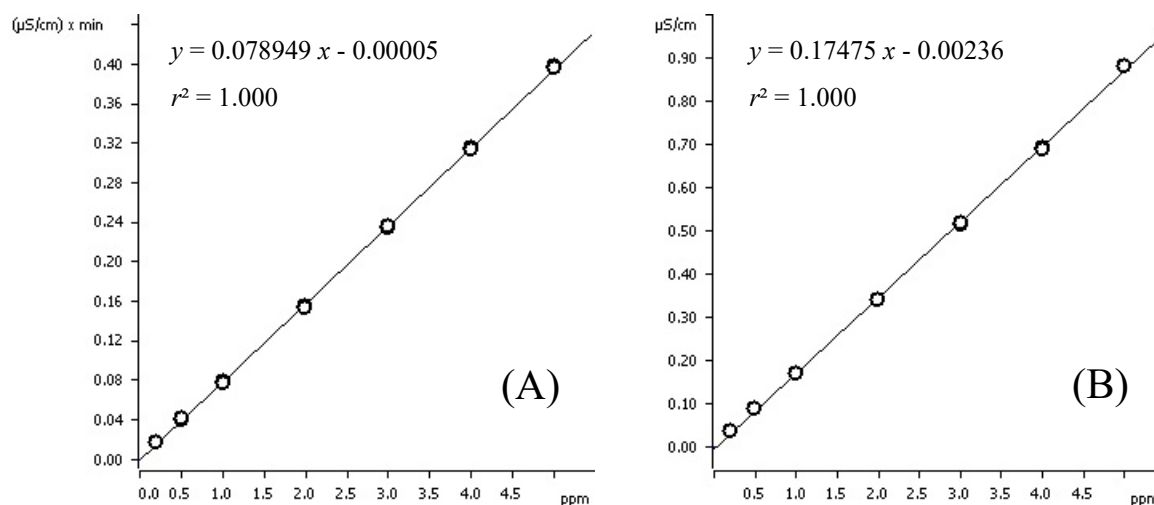 (µS/cm) x min
y = 0.078949 x - 0.00005
r² = 1.000
0.40
0.36
0.32
0.28
0.24
0.20
0.16
0.12
0.08
0.04
0.00
(A)
0.0 0.5 1.0 1.5 2.0 2.5 3.0 3.5 4.0 4.5
ppm
µS/cm
y = 0.17475 x - 0.00236
r² = 1.000
0.90
0.80
0.70
0.60
0.50
0.40
0.30
0.20
0.10
0.00
(B)
0.5 1.0 1.5 2.0 2.5 3.0 3.5 4.0 4.5
ppm